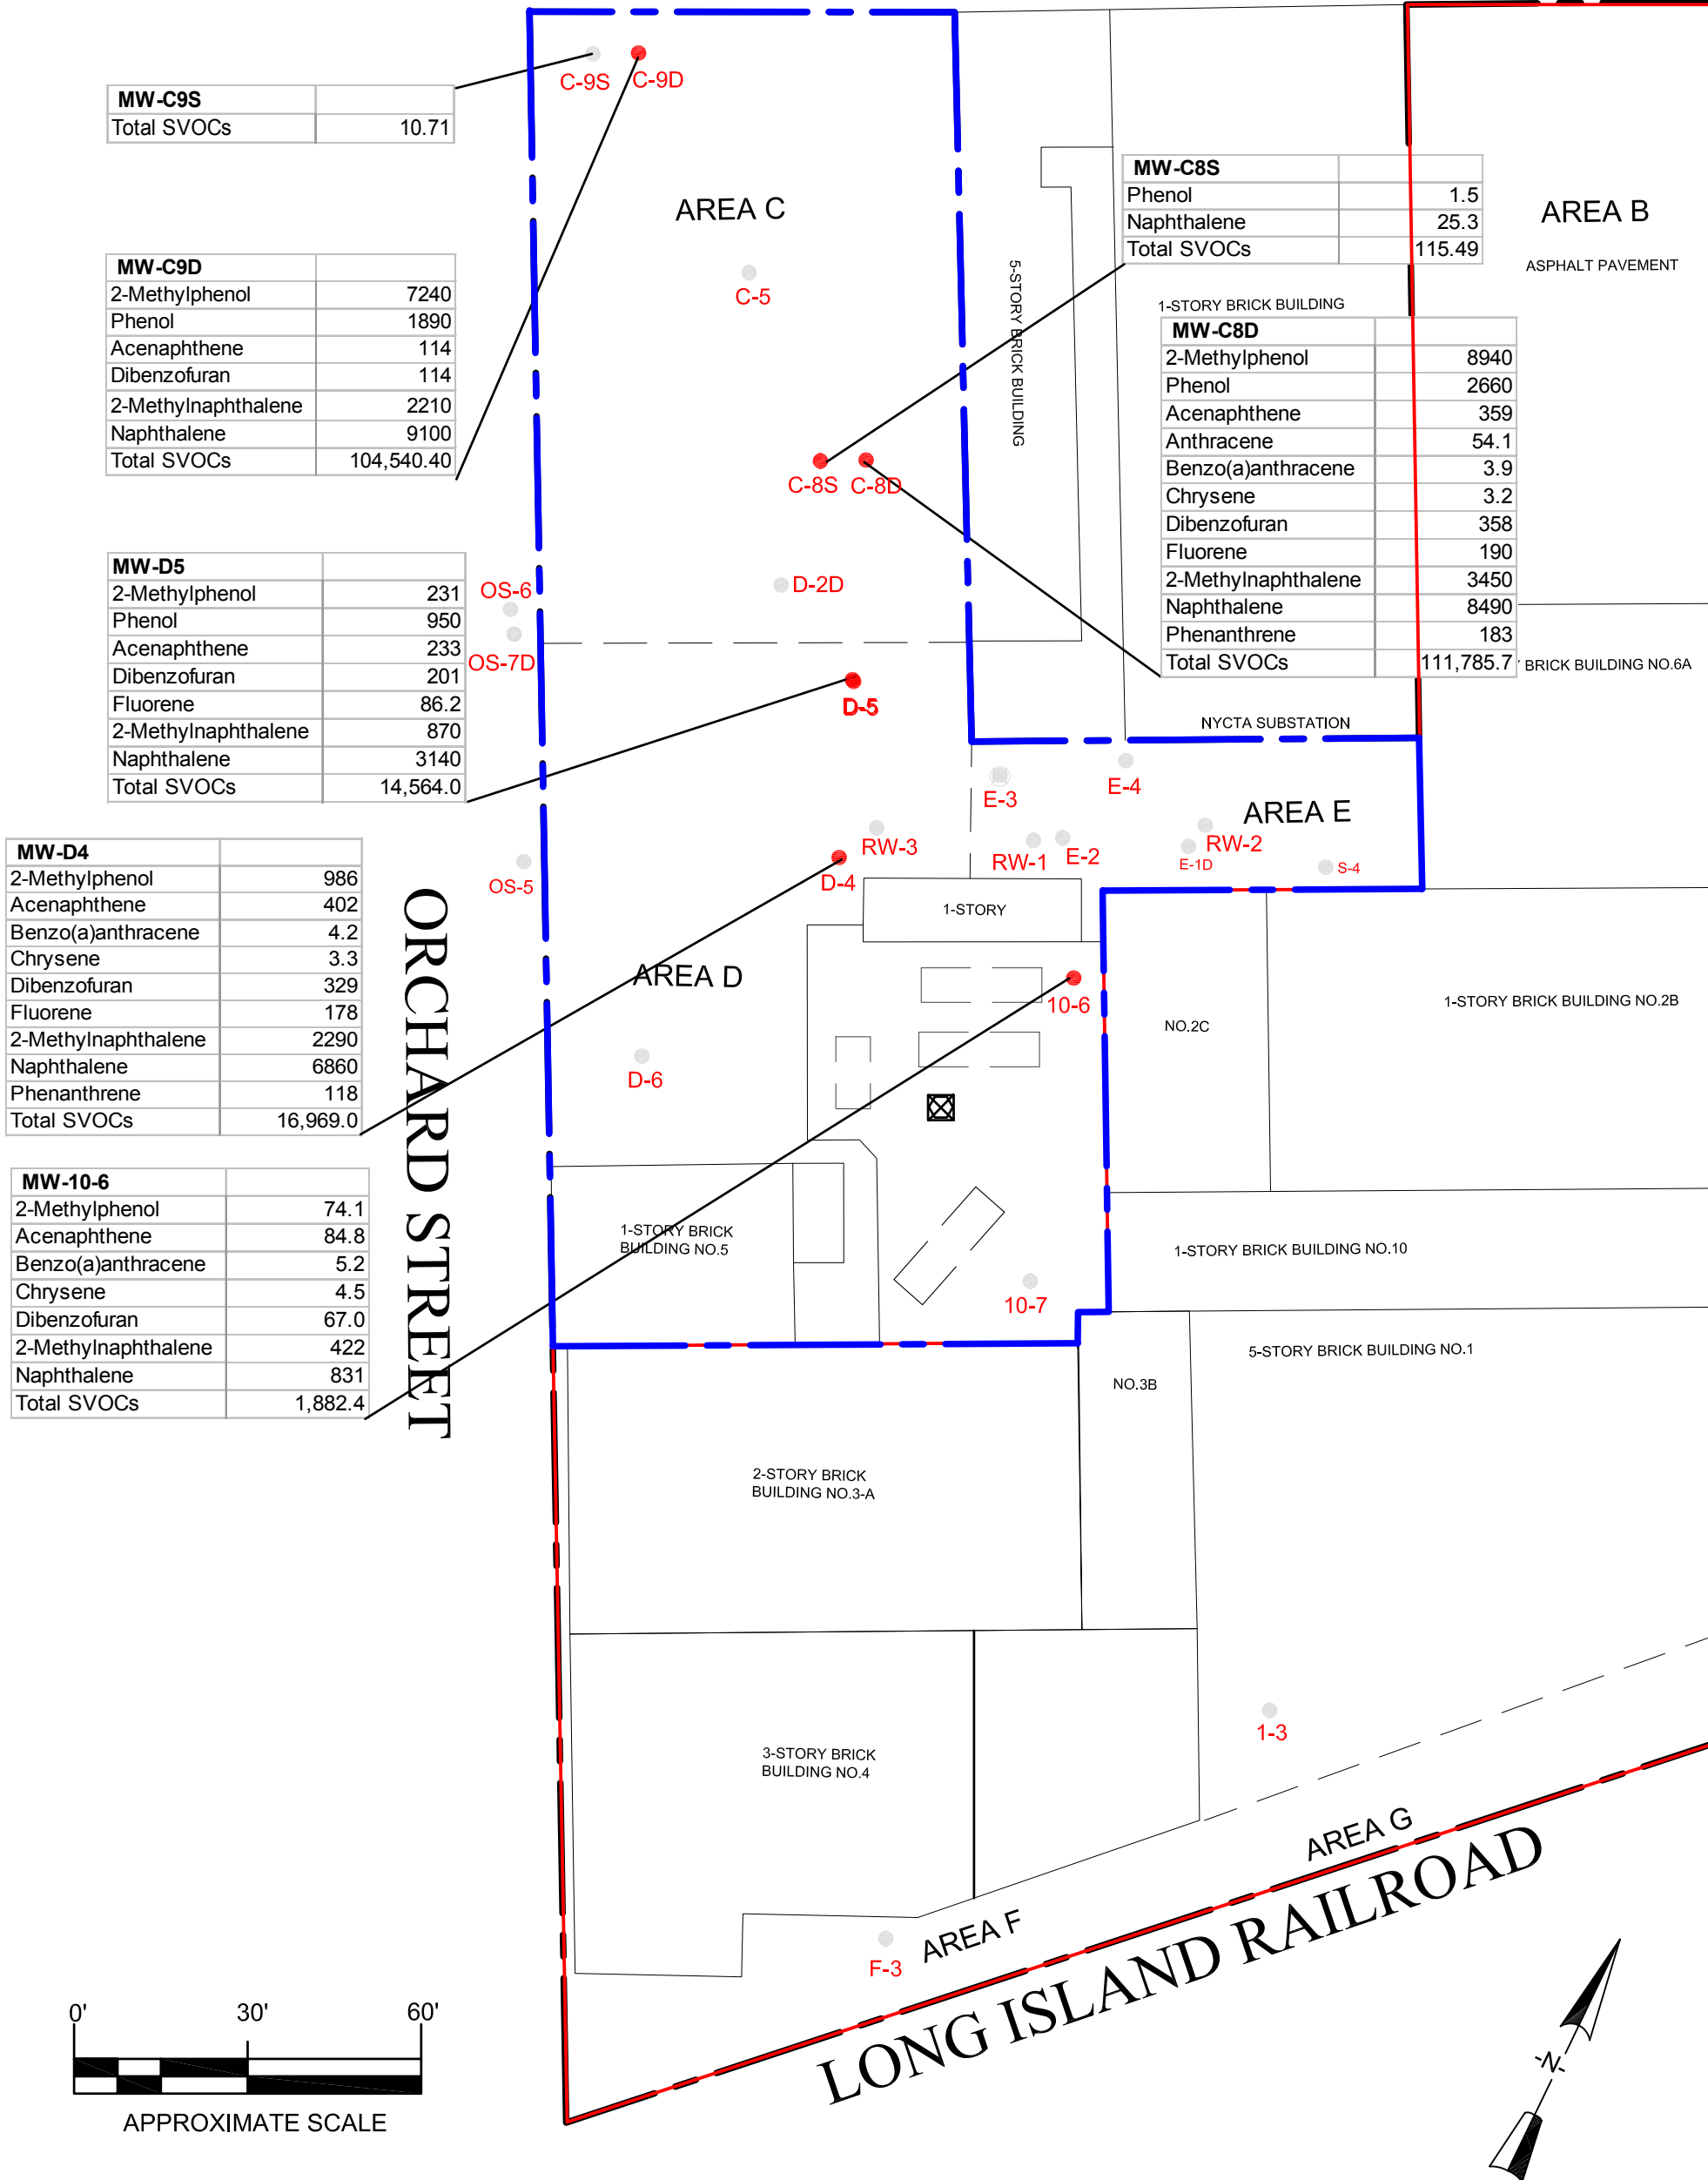 C-9S
C-9D
MW-C9S
Total SVOCs 10.71
AREA C
MW-C8S
Phenol 1.5
Naphthalene 25.3
Total SVOCs 115.49
AREA B
ASPHALT PAVEMENT
MW-C9D
2-Methylphenol 7240
Phenol 1890
Acenaphthene 114
Dibenzofuran 114
2-Methylnaphthalene 2210
Naphthalene 9100
Total SVOCs 104,540.40
C-5
5-STORY BRICK BUILDING
1-STORY BRICK BUILDING
MW-C8D
2-Methylphenol 8940
Phenol 2660
Acenaphthene 359
Anthracene 54.1
Benzo(a)anthracene 3.9
Chrysene 3.2
Dibenzofuran 358
Fluorene 190
2-Methylnaphthalene 3450
Naphthalene 8490
Phenanthrene 183
Total SVOCs 111,785.7
C-8S
C-8D
BRICK BUILDING NO.6A
MW-D5
2-Methylphenol 231
Phenol 950
Acenaphthene 233
Dibenzofuran 201
Fluorene 86.2
2-Methylnaphthalene 870
Naphthalene 3140
Total SVOCs 14,564.0
OS-6
OS-7D
D-2D
D-5
NYCTA SUBSTATION
E-3
E-4
AREA E
RW-3
RW-1
E-2
RW-2
E-1D
S-4
D-4
OS-5
MW-D4
2-Methylphenol 986
Acenaphthene 402
Benzo(a)anthracene 4.2
Chrysene 3.3
Dibenzofuran 329
Fluorene 178
2-Methylnaphthalene 2290
Naphthalene 6860
Phenanthrene 118
Total SVOCs 16,969.0
ORCHARD STREET
1-STORY
AREA D
10-6
NO.2C
1-STORY BRICK BUILDING NO.2B
D-6
MW-10-6
2-Methylphenol 74.1
Acenaphthene 84.8
Benzo(a)anthracene 5.2
Chrysene 4.5
Dibenzofuran 67.0
2-Methylnaphthalene 422
Naphthalene 831
Total SVOCs 1,882.4
1-STORY BRICK
BUILDING NO.5
1-STORY BRICK BUILDING NO.10
10-7
5-STORY BRICK BUILDING NO.1
NO.3B
2-STORY BRICK
BUILDING NO.3-A
1-3
3-STORY BRICK
BUILDING NO.4
AREA G
AREA F
F-3
LONG ISLAND RAILROAD
0' 30' 60'
APPROXIMATE SCALE
-N-